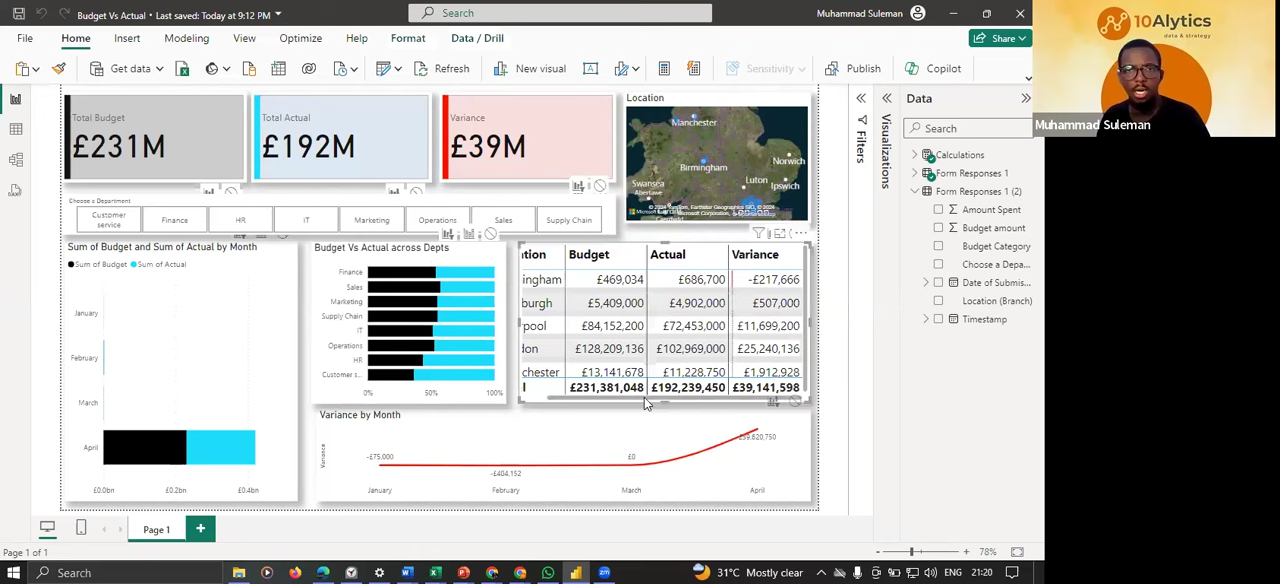 Budget Vs Actual • Last saved: Today at 9:12 PM
Search
Muhammad Suleman
File
Home
Insert
Modeling
View
Optimize
Help
Format
Data / Drill
Share
Get data
Refresh
New visual
Sensitivity
Publish
Copilot
Total Budget
£231M
Total Actual
£192M
Variance
£39M
Location
Manchester
Norwich
Birmingham
Luton
Ipswich
Swansea
Abertawe
Choose a Department
Customer service
Finance
HR
IT
Marketing
Operations
Sales
Supply Chain
Sum of Budget and Sum of Actual by Month
Sum of Budget
Sum of Actual
January
February
March
April
£0.0bn
£0.2bn
£0.4bn
Budget Vs Actual across Depts
Finance
Sales
Marketing
Supply Chain
IT
Operations
HR
Customer s...
0%
50%
100%
ation Budget Actual Variance
ingham £469,034 £686,700 -£217,666
burgh £5,409,000 £4,902,000 £507,000
pool £84,152,200 £72,453,000 £11,699,200
don £128,209,136 £102,969,000 £25,240,136
chester £13,141,678 £11,228,750 £1,912,928
l £231,381,048 £192,239,450 £39,141,598
Variance by Month
Variance
-£75,000
-£404,152
£0
£39,620,750
January
February
March
April
Filters
Visualizations
Data
Search
Calculations
Form Responses 1
Form Responses 1 (2)
Amount Spent
Budget amount
Budget Category
Choose a Depa...
Date of Submis...
Location (Branch)
Timestamp
Page 1
Page 1 of 1
78%
Search
31°C Mostly clear
ENG
21:20
10Alytics
data & strategy
Muhammad Suleman